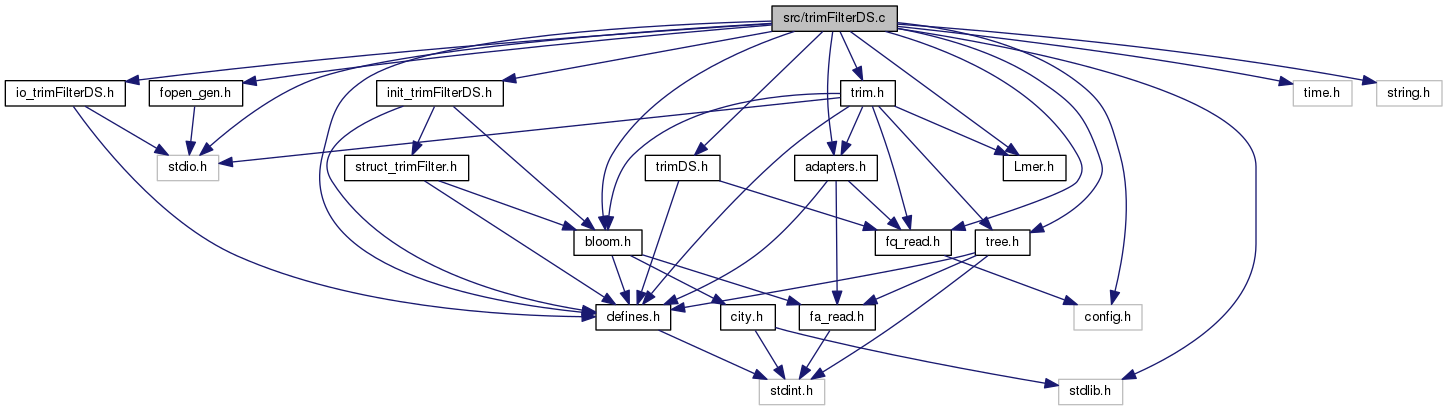 src/trimFilterDS.c
io_trimFilterDS.h
fopen_gen.h
init_trimFilterDS.h
trim.h
time.h
string.h
stdio.h
struct_trimFilter.h
trimDS.h
adapters.h
Lmer.h
bloom.h
fq_read.h
tree.h
defines.h
city.h
fa_read.h
config.h
stdint.h
stdlib.h